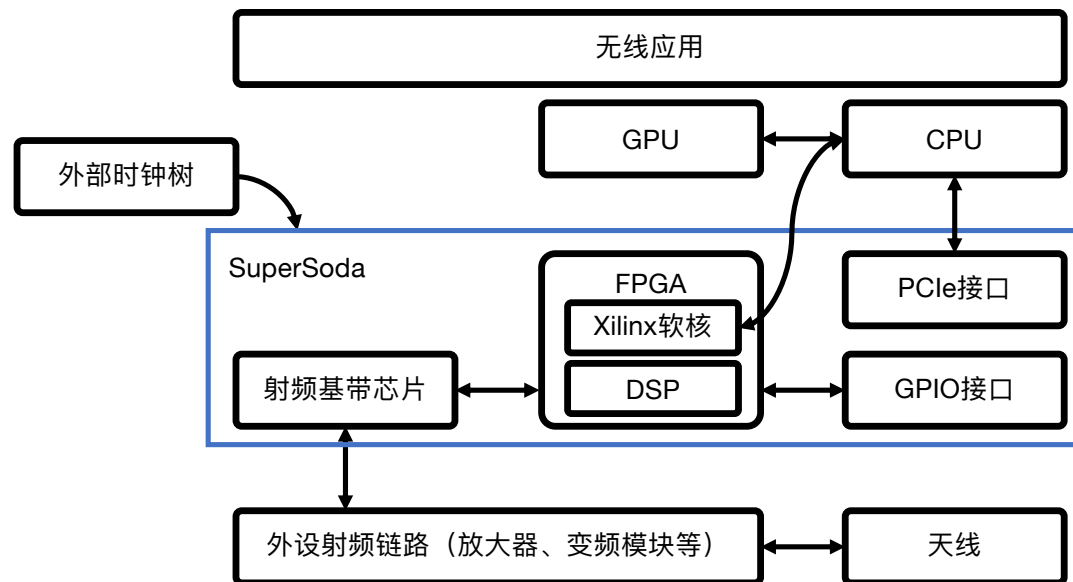 无线应用
GPU
CPU
外部时钟树
SuperSoda
FPGA
Xilinx软核
DSP
PCIe接口
射频基带芯片
GPIO接口
外设射频链路（放大器、变频模块等）
天线